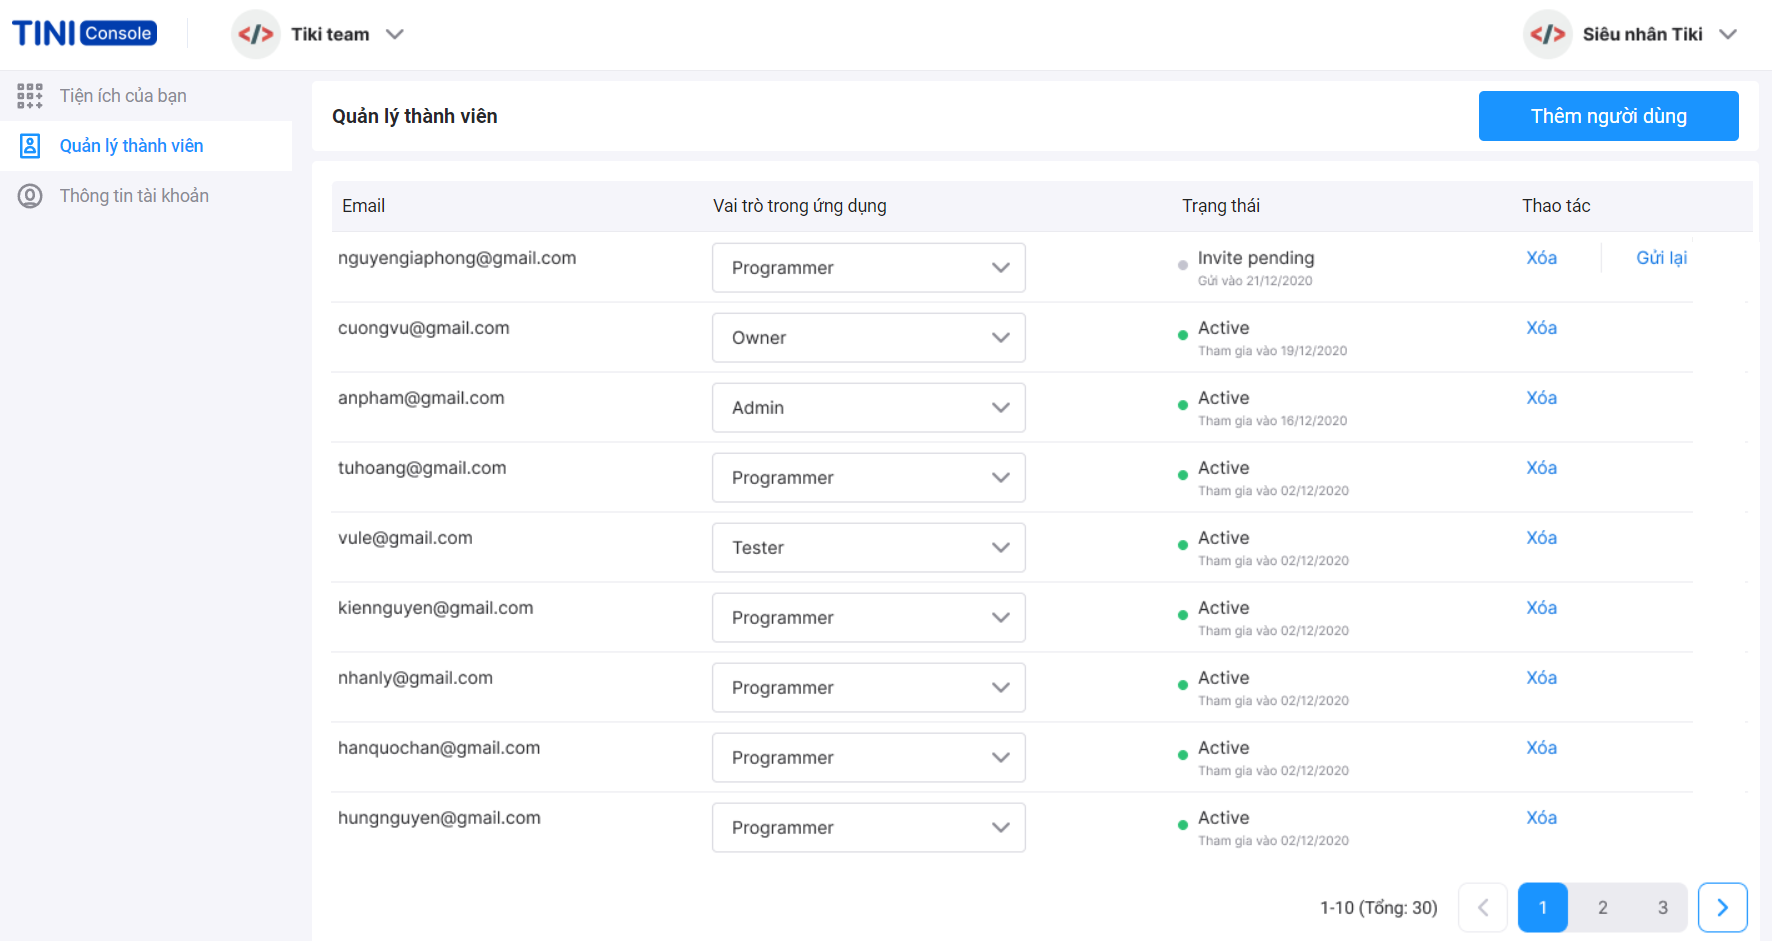 TINI Console
</> Tiki team
</> Siêu nhân Tiki
Tiện ích của bạn
Quản lý thành viên
Thông tin tài khoản
Quản lý thành viên
Thêm người dùng
Email Vai trò trong ứng dụng Trạng thái Thao tác
nguyengiaphong@gmail.com Programmer Invite pending Xóa Gửi lại
Gửi vào 21/12/2020
cuongvu@gmail.com Owner Active Xóa
Tham gia vào 19/12/2020
anpham@gmail.com Admin Active Xóa
Tham gia vào 16/12/2020
tuhoang@gmail.com Programmer Active Xóa
Tham gia vào 02/12/2020
vule@gmail.com Tester Active Xóa
Tham gia vào 02/12/2020
kiennguyen@gmail.com Programmer Active Xóa
Tham gia vào 02/12/2020
nhanly@gmail.com Programmer Active Xóa
Tham gia vào 02/12/2020
hanquochan@gmail.com Programmer Active Xóa
Tham gia vào 02/12/2020
hungnguyen@gmail.com Programmer Active Xóa
Tham gia vào 02/12/2020
1-10 (Tổng: 30) 1 2 3